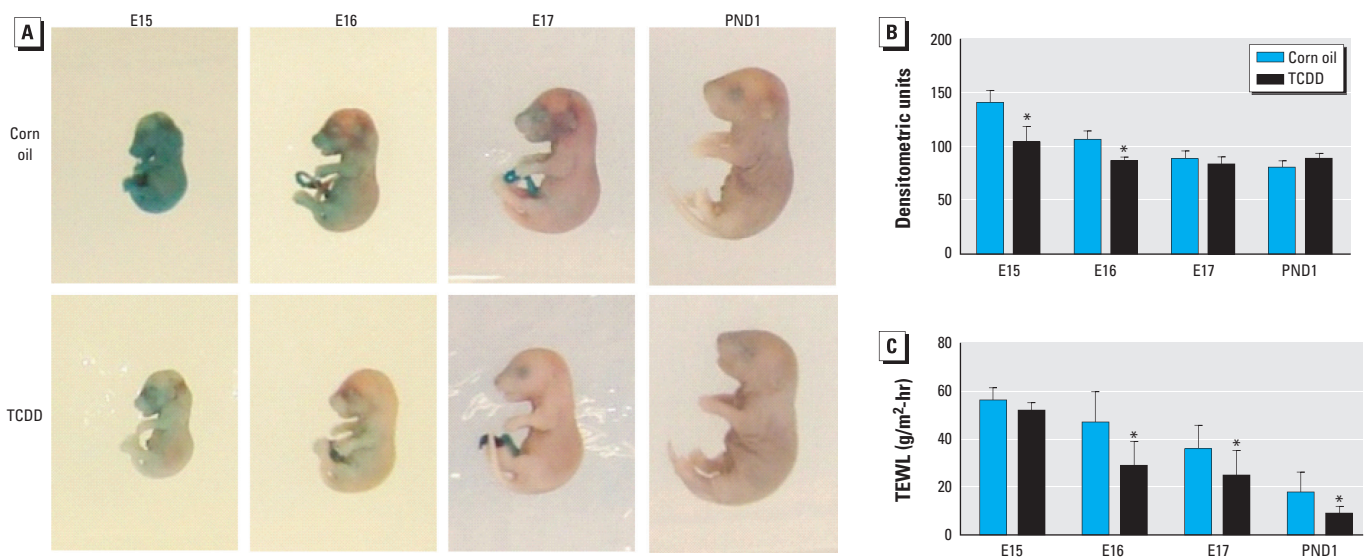 A
E15
E16
E17
PND1
Corn
oil
TCDD
B
Densitometric units
200
150
100
50
0
Corn oil
TCDD
*
*
E15
E16
E17
PND1
C
TEWL (g/m²-hr)
80
60
40
20
0
*
*
*
E15
E16
E17
PND1